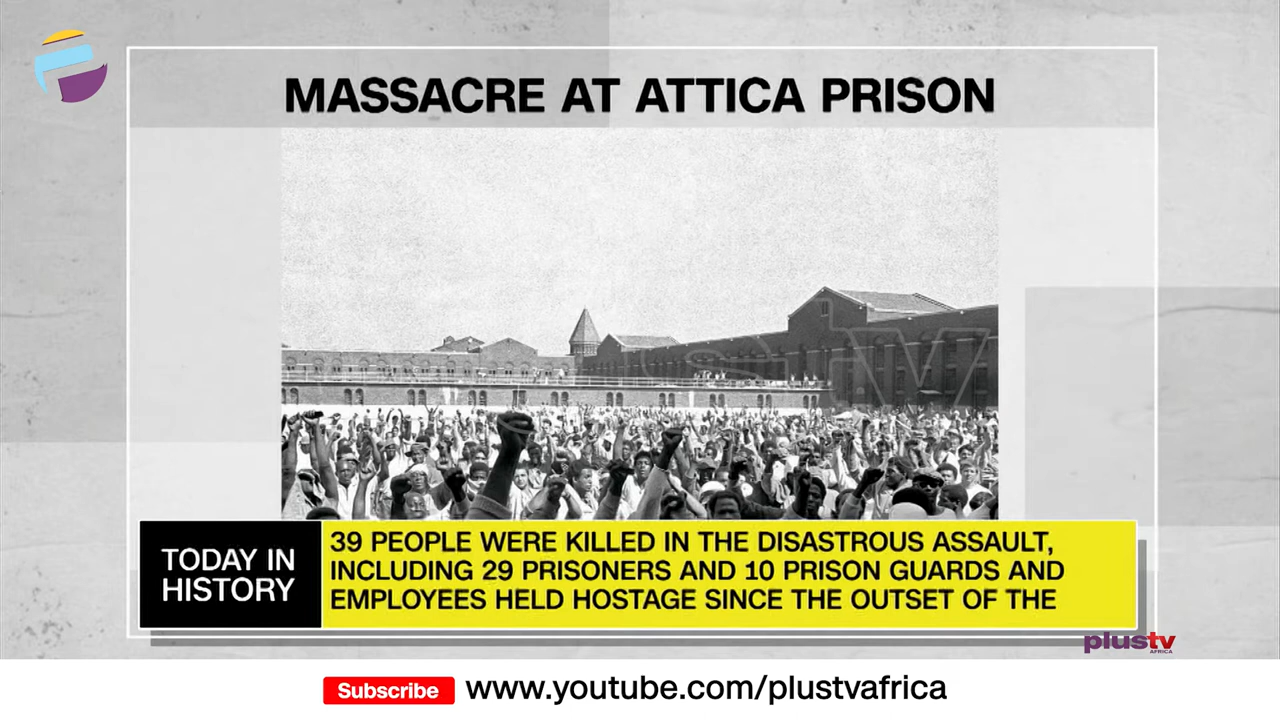 MASSACRE AT ATTICA PRISON
TODAY IN
HISTORY
39 PEOPLE WERE KILLED IN THE DISASTROUS ASSAULT,
INCLUDING 29 PRISONERS AND 10 PRISON GUARDS AND
EMPLOYEES HELD HOSTAGE SINCE THE OUTSET OF THE
plustv
AFRICA
Subscribe www.youtube.com/plustvafrica